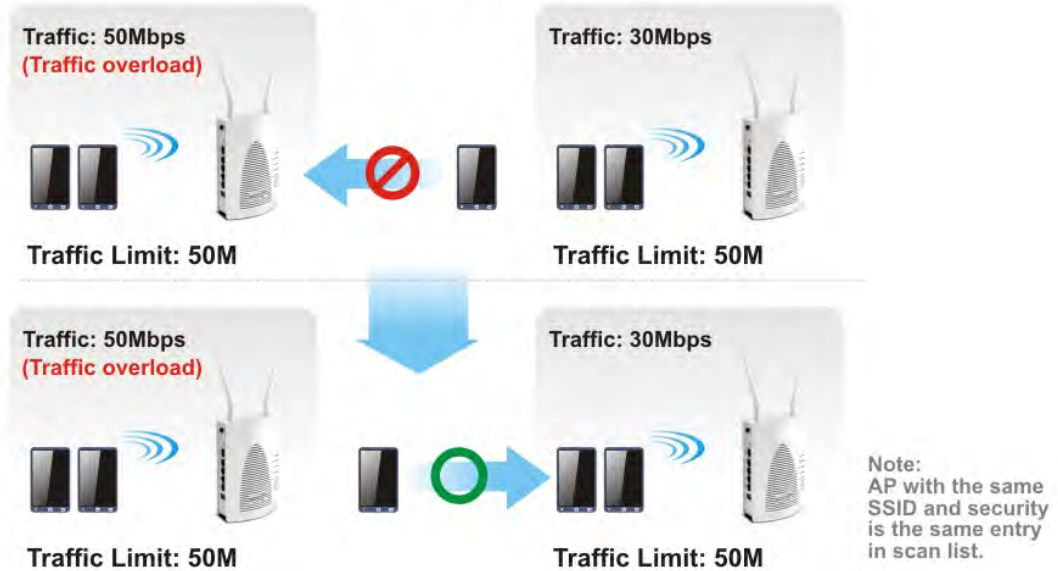 Traffic: 50Mbps
(Traffic overload)
Traffic: 30Mbps
Traffic Limit: 50M
Traffic Limit: 50M
Traffic: 50Mbps
(Traffic overload)
Traffic: 30Mbps
Traffic Limit: 50M
Traffic Limit: 50M
Note:
AP with the same
SSID and security
is the same entry
in scan list.